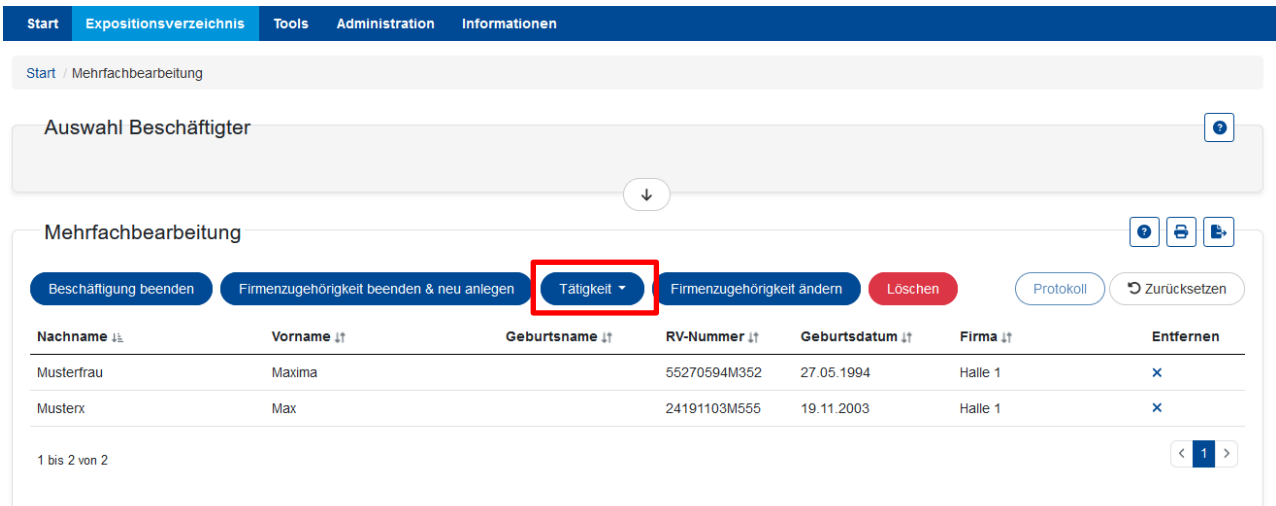 Start Expositionsverzeichnis Tools Administration Informationen
Start / Mehrfachbearbeitung
Auswahl Beschäftigter
Mehrfachbearbeitung
Beschäftigung beenden Firmenzugehörigkeit beenden & neu anlegen Tätigkeit Firmenzugehörigkeit ändern Löschen Protokoll Zurücksetzen
Nachname Vorname Geburtsname RV-Nummer Geburtsdatum Firma Entfernen
Musterfrau Maxima 55270594M352 27.05.1994 Halle 1
Musterx Max 24191103M555 19.11.2003 Halle 1
1 bis 2 von 2 1